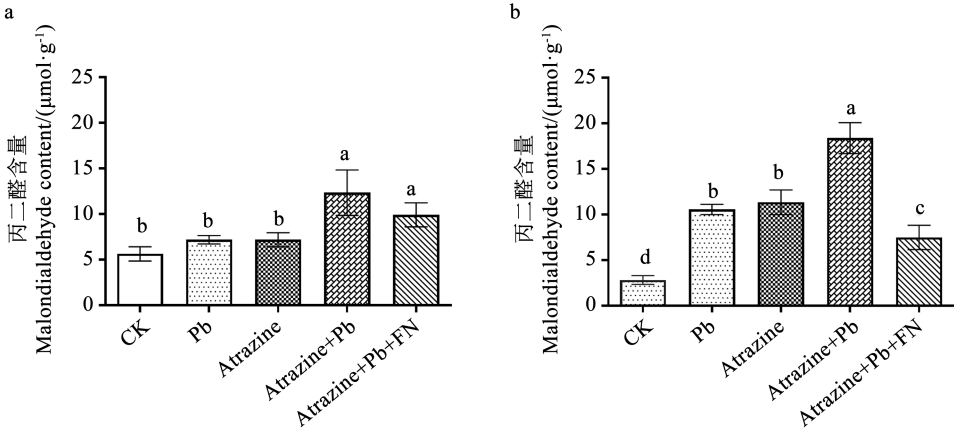 a
丙二醛含量
Malondialdehyde content/(μmol·g⁻¹)
25
20
15
10
5
0
b
b
b
a
a
CK
Pb
Atrazine
Atrazine+Pb
Atrazine+Pb+FN
b
丙二醛含量
Malondialdehyde content/(μmol·g⁻¹)
25
20
15
10
5
0
d
b
b
a
c
CK
Pb
Atrazine
Atrazine+Pb
Atrazine+Pb+FN